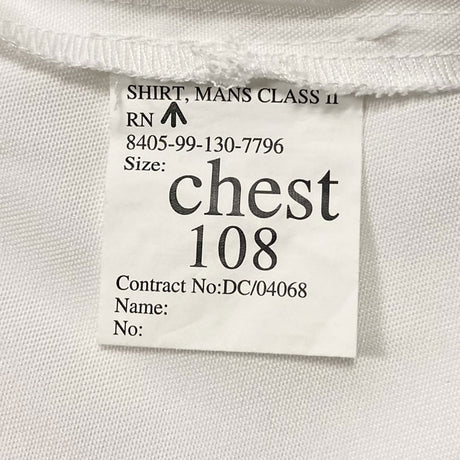 SHIRT, MANS CLASS II
RN
8405-99-130-7796
Size:
chest
108
Contract No:DC/04068
Name:
No: